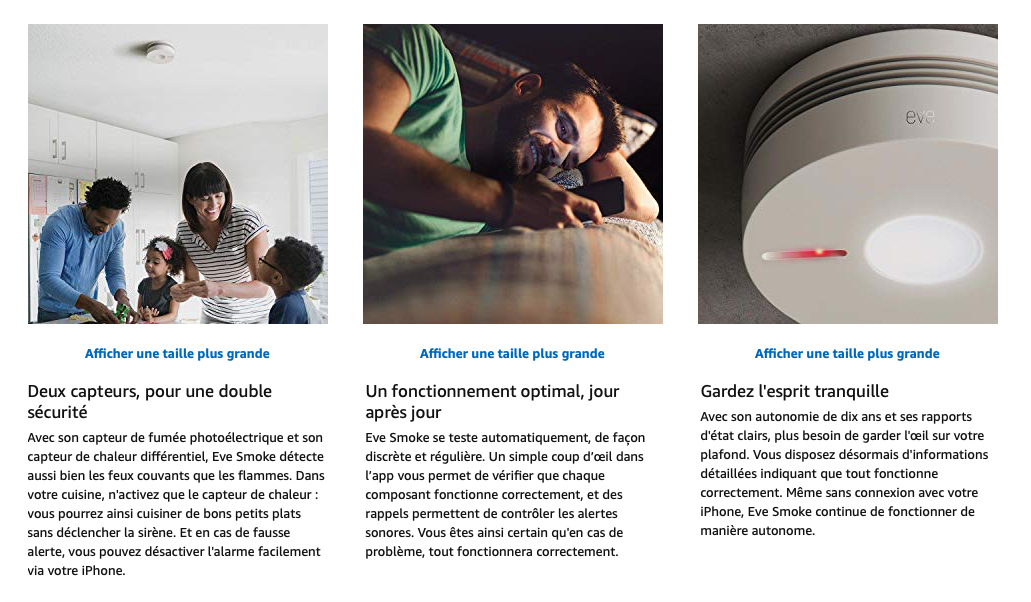 eve
Afficher une taille plus grande
Afficher une taille plus grande
Afficher une taille plus grande
Deux capteurs, pour une double
sécurité
Avec son capteur de fumée photoélectrique et son
capteur de chaleur différentiel, Eve Smoke détecte
aussi bien les feux couvants que les flammes. Dans
votre cuisine, n'activez que le capteur de chaleur :
vous pourrez ainsi cuisiner de bons petits plats
sans déclencher la sirène. Et en cas de fausse
alerte, vous pouvez désactiver l'alarme facilement
via votre iPhone.
Un fonctionnement optimal, jour
après jour
Eve Smoke se teste automatiquement, de façon
discrète et régulière. Un simple coup d’œil dans
l’app vous permet de vérifier que chaque
composant fonctionne correctement, et des
rappels permettent de contrôler les alertes
sonores. Vous êtes ainsi certain qu'en cas de
problème, tout fonctionnera correctement.
Gardez l'esprit tranquille
Avec son autonomie de dix ans et ses rapports
d'état clairs, plus besoin de garder l'œil sur votre
plafond. Vous disposez désormais d'informations
détaillées indiquant que tout fonctionne
correctement. Même sans connexion avec votre
iPhone, Eve Smoke continue de fonctionner de
manière autonome.